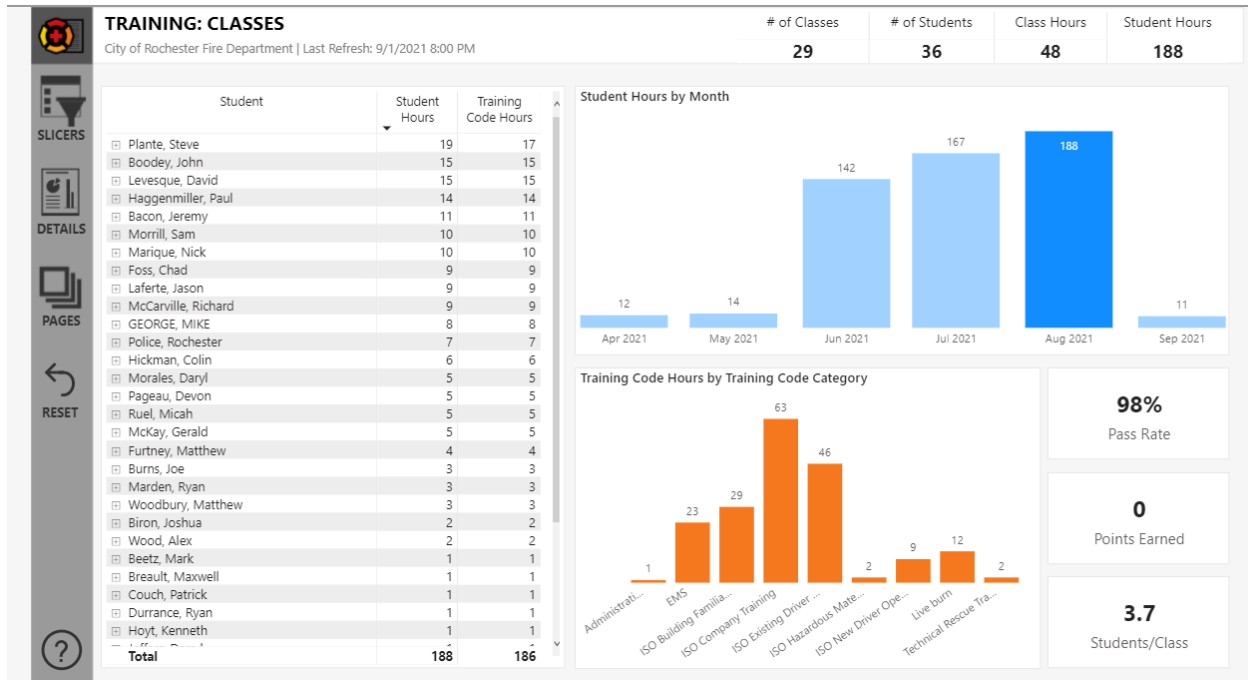 TRAINING: CLASSES
City of Rochester Fire Department | Last Refresh: 9/1/2021 8:00 PM
# of Classes # of Students Class Hours Student Hours
29 36 48 188
SLICERS
DETAILS
PAGES
RESET
?
Student Student Hours Training Code Hours
Plante, Steve 19 17
Boodey, John 15 15
Levesque, David 15 15
Haggenmiller, Paul 14 14
Bacon, Jeremy 11 11
Morrill, Sam 10 10
Marique, Nick 10 10
Foss, Chad 9 9
Laferte, Jason 9 9
McCarville, Richard 9 9
GEORGE, MIKE 8 8
Police, Rochester 7 7
Hickman, Colin 6 6
Morales, Daryl 5 5
Pageau, Devon 5 5
Ruel, Micah 5 5
McKay, Gerald 5 5
Furtney, Matthew 4 4
Burns, Joe 3 3
Marden, Ryan 3 3
Woodbury, Matthew 3 3
Biron, Joshua 2 2
Wood, Alex 2 2
Beetz, Mark 1 1
Breault, Maxwell 1 1
Couch, Patrick 1 1
Durrance, Ryan 1 1
Hoyt, Kenneth 1 1
Total 188 186
Student Hours by Month
12 14 142 167 188 11
Apr 2021 May 2021 Jun 2021 Jul 2021 Aug 2021 Sep 2021
Training Code Hours by Training Code Category
1 23 29 63 46 2 9 12 2
Administrati...
EMS
ISO Building Familia...
ISO Company Training
ISO Existing Driver ...
ISO Hazardous Mate...
ISO New Driver Ope...
Live burn
Technical Rescue Tra...
98%
Pass Rate
0
Points Earned
3.7
Students/Class